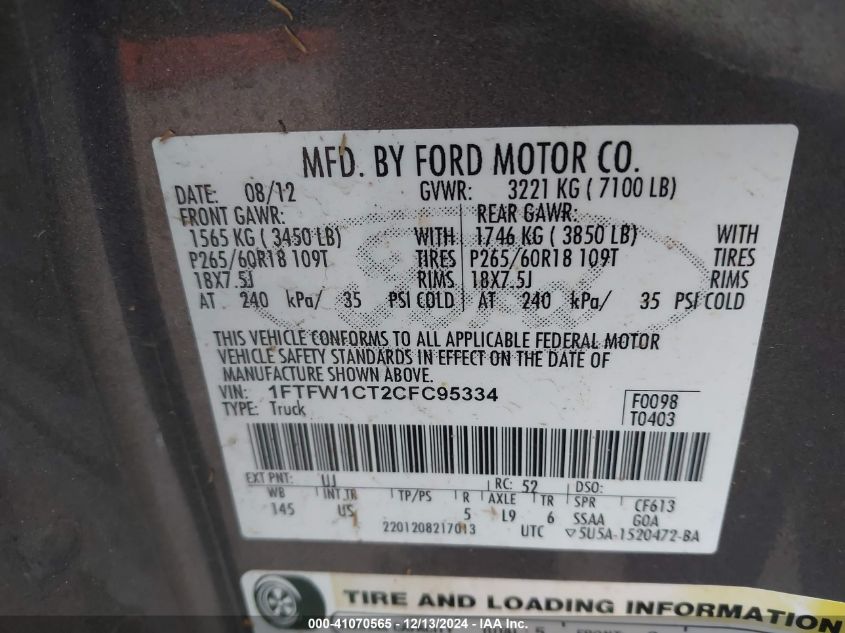 MFD. BY FORD MOTOR CO.
DATE: 08/12 GVWR: 3221 KG ( 7100 LB)
FRONT GAWR: REAR GAWR:
1565 KG ( 3450 LB) WITH 1746 KG ( 3850 LB) WITH
P265/60R18 109T TIRES P265/60R18 109T TIRES
18X7.5J RIMS 18X7.5J RIMS
AT 240 kPa/ 35 PSI COLD AT 240 kPa/ 35 PSI COLD
THIS VEHICLE CONFORMS TO ALL APPLICABLE FEDERAL MOTOR
VEHICLE SAFETY STANDARDS IN EFFECT ON THE DATE OF
MANUFACTURE SHOWN ABOVE.
VIN: 1FTFW1CT2CFC95334 F0098
TYPE: Truck T0403
EXT PNT: UJ RC: 52 DSO:
WB INT TR TP/PS R AXLE TR SPR CF613
145 US 5 L9 6 SSAA GOA
2201208217013 UTC ▽5U5A-1520472-BA
TIRE AND LOADING INFORMATION
000-41070565 - 12/13/2024 - IAA Inc.